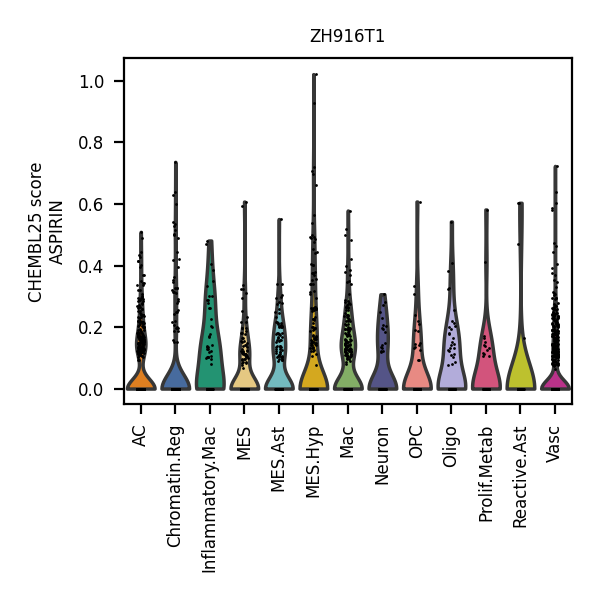 ZH916T1
CHEMBL25 score
ASPIRIN
1.0
0.8
0.6
0.4
0.2
0.0
AC
Chromatin.Reg
Inflammatory.Mac
MES
MES.Ast
MES.Hyp
Mac
Neuron
OPC
Oligo
Prolif.Metab
Reactive.Ast
Vasc